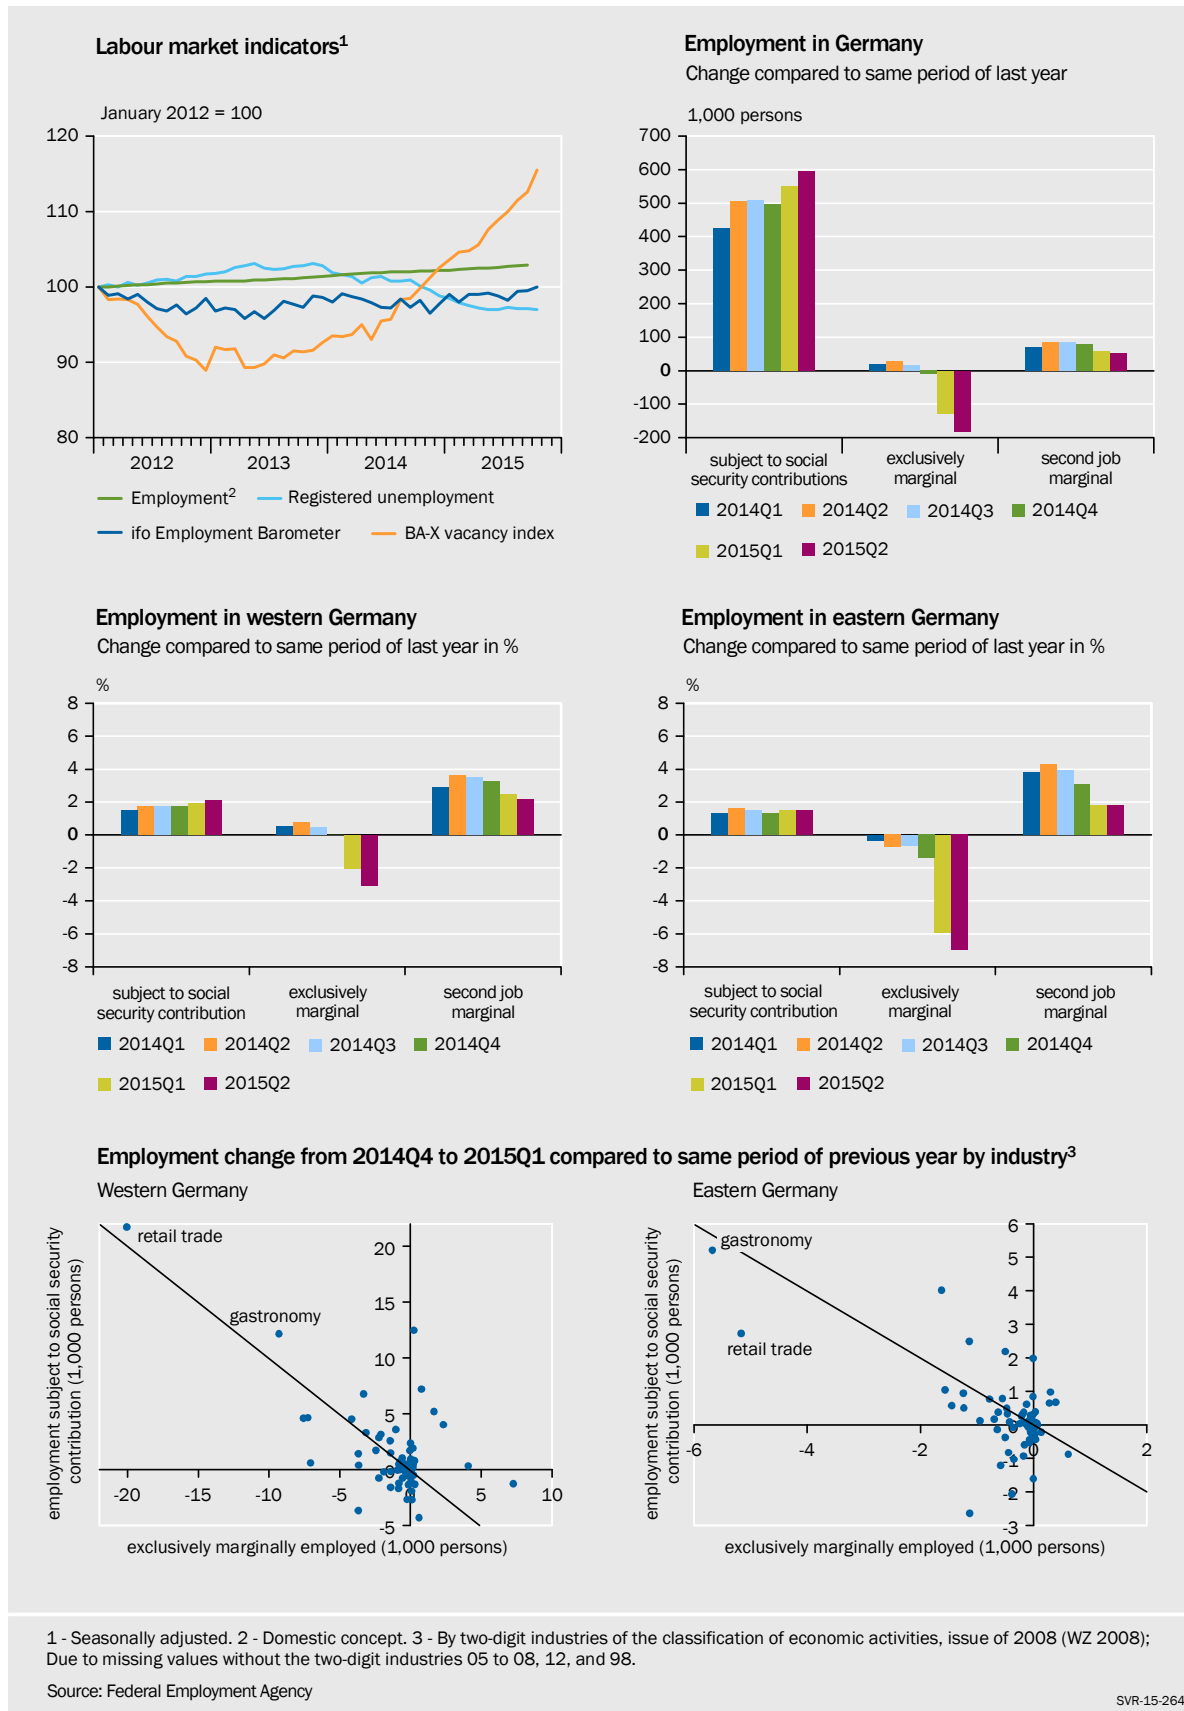 Labour market indicators1
January 2012 = 100
120
110
100
90
80
2012 2013 2014 2015
Employment2 Registered unemployment
ifo Employment Barometer BA-X vacancy index
Employment in Germany
Change compared to same period of last year
1,000 persons
700
600
500
400
300
200
100
0
-100
-200
subject to social security contributions
exclusively marginal
second job marginal
2014Q1 2014Q2 2014Q3 2014Q4
2015Q1 2015Q2
Employment in western Germany
Change compared to same period of last year in %
%
8
6
4
2
0
-2
-4
-6
-8
subject to social security contribution
exclusively marginal
second job marginal
2014Q1 2014Q2 2014Q3 2014Q4
2015Q1 2015Q2
Employment in eastern Germany
Change compared to same period of last year in %
%
8
6
4
2
0
-2
-4
-6
-8
subject to social security contribution
exclusively marginal
second job marginal
2014Q1 2014Q2 2014Q3 2014Q4
2015Q1 2015Q2
Employment change from 2014Q4 to 2015Q1 compared to same period of previous year by industry3
Western Germany
employment subject to social security
contribution (1,000 persons)
retail trade
gastronomy
20
15
10
5
0
-5
-20 -15 -10 -5 0 5 10
exclusively marginally employed (1,000 persons)
Eastern Germany
employment subject to social security
contribution (1,000 persons)
gastronomy
retail trade
6
5
4
3
2
1
0
-1
-2
-3
-6 -4 -2 0 2
exclusively marginally employed (1,000 persons)
1 - Seasonally adjusted. 2 - Domestic concept. 3 - By two-digit industries of the classification of economic activities, issue of 2008 (WZ 2008);
Due to missing values without the two-digit industries 05 to 08, 12, and 98.
Source: Federal Employment Agency
SVR-15-264